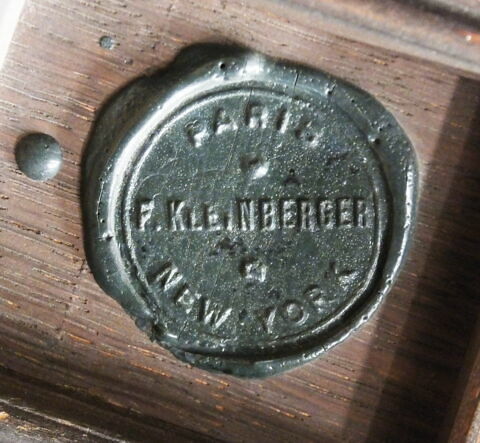 PARIS
F. KLEINBERGER
NEW YORK